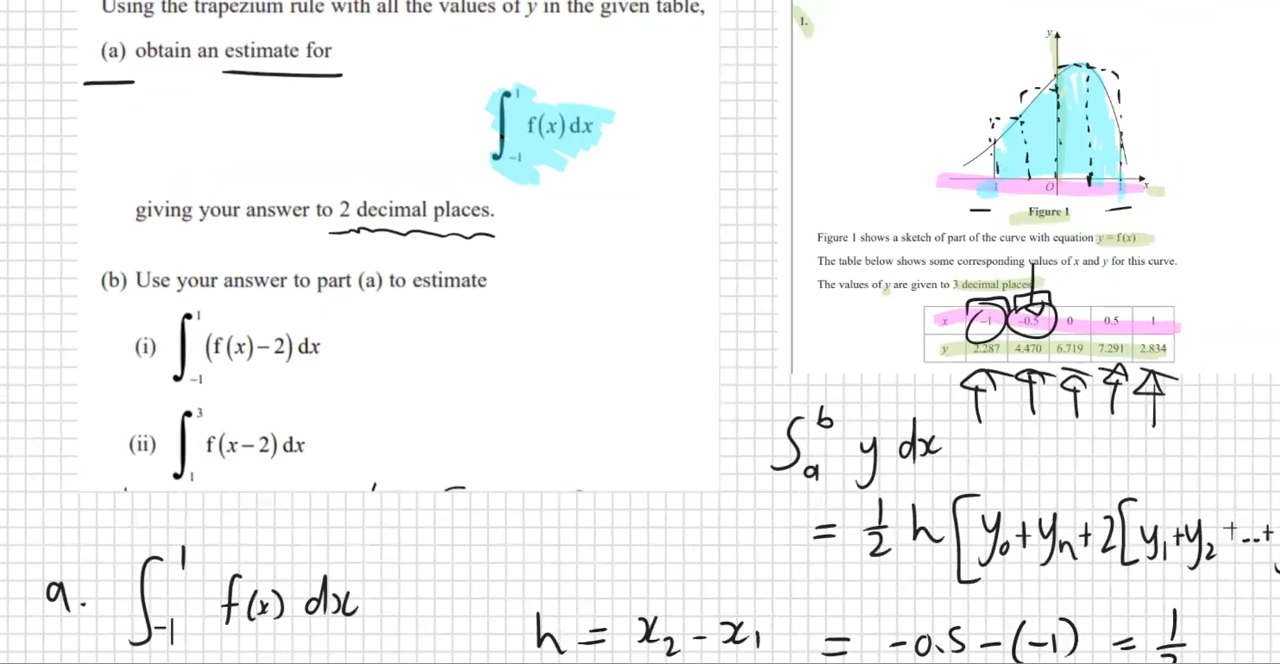 Using the trapezium rule with all the values of y in the given table,
(a) obtain an estimate for
∫_{-1}^{1} f(x) dx
giving your answer to 2 decimal places.
(b) Use your answer to part (a) to estimate
(i) ∫_{-1}^{1} (f(x) − 2) dx
(ii) ∫_{1}^{3} f(x − 2) dx
a. ∫_{-1}^{1} f(x) dx
1.
y
-1 O 1 x
Figure 1
Figure 1 shows a sketch of part of the curve with equation y = f(x)
The table below shows some corresponding values of x and y for this curve.
The values of y are given to 3 decimal places
x −1 −0.5 0 0.5 1
y 2.287 4.470 6.719 7.291 2.834
∫_a^b y dx
= 1/2 h [y₀ + yₙ + 2[y₁ + y₂ + ... +
h = x₂ − x₁ = −0.5 − (−1) = 1/2